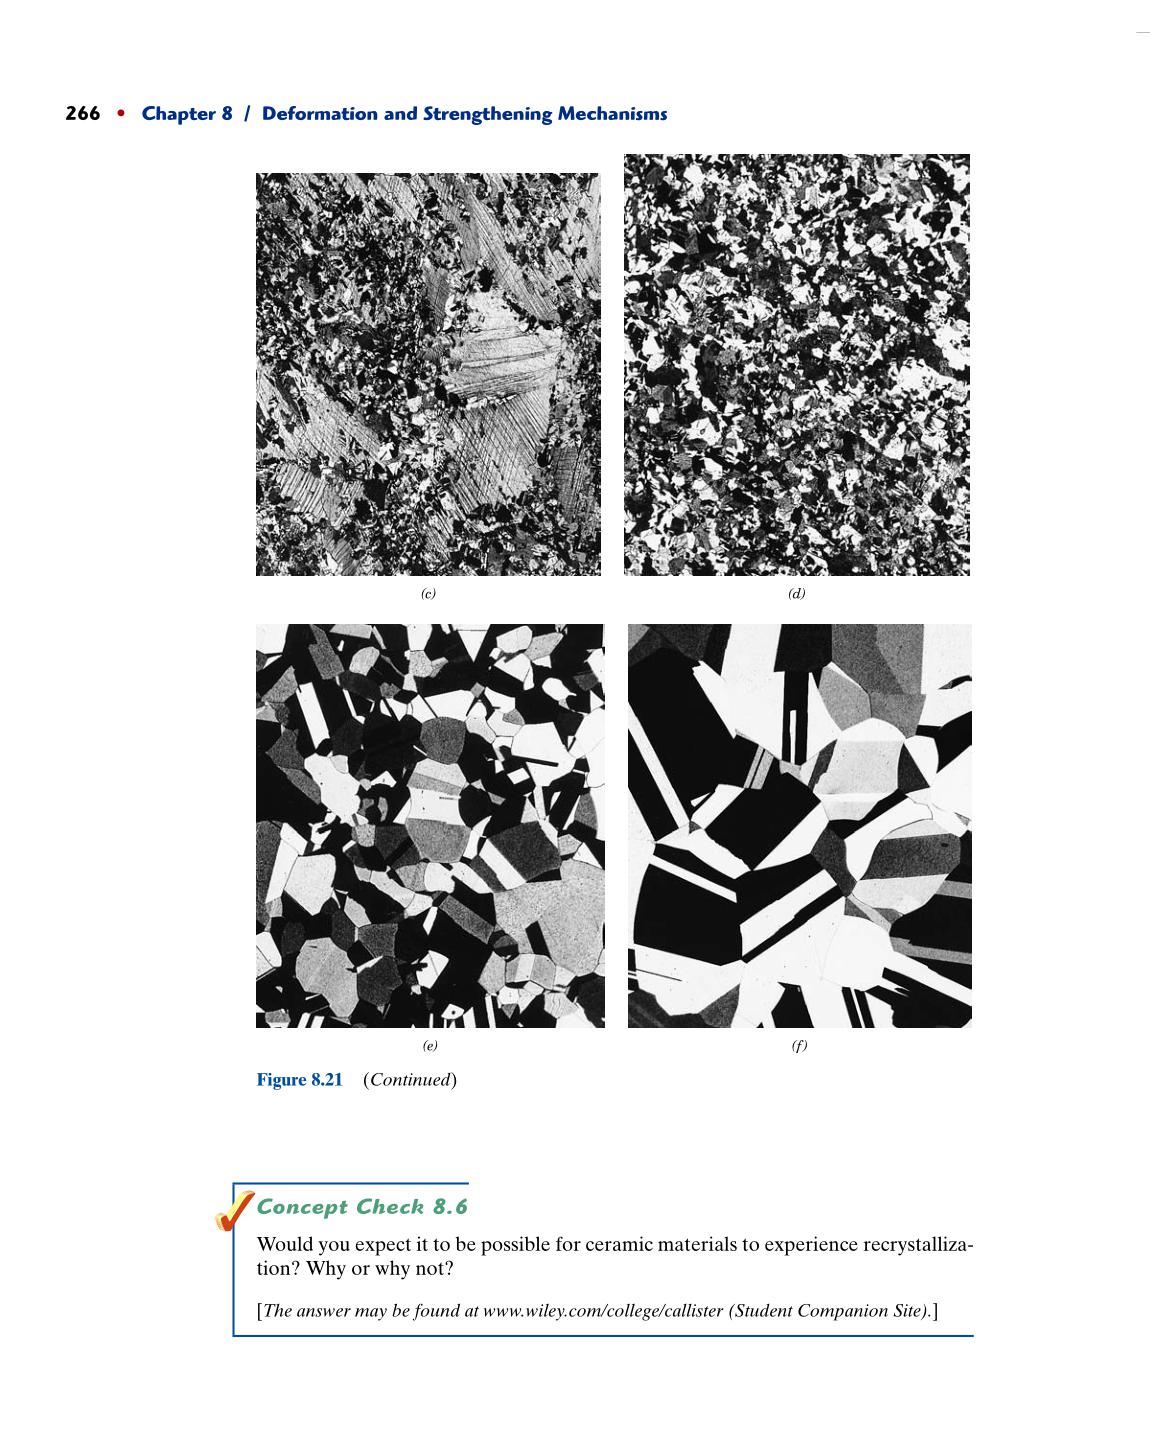 266 • Chapter 8 / Deformation and Strengthening Mechanisms
(c)
(d)
(e)
(f)
Figure 8.21 (Continued)
Concept Check 8.6
Would you expect it to be possible for ceramic materials to experience recrystalliza-
tion? Why or why not?
[The answer may be found at www.wiley.com/college/callister (Student Companion Site).]